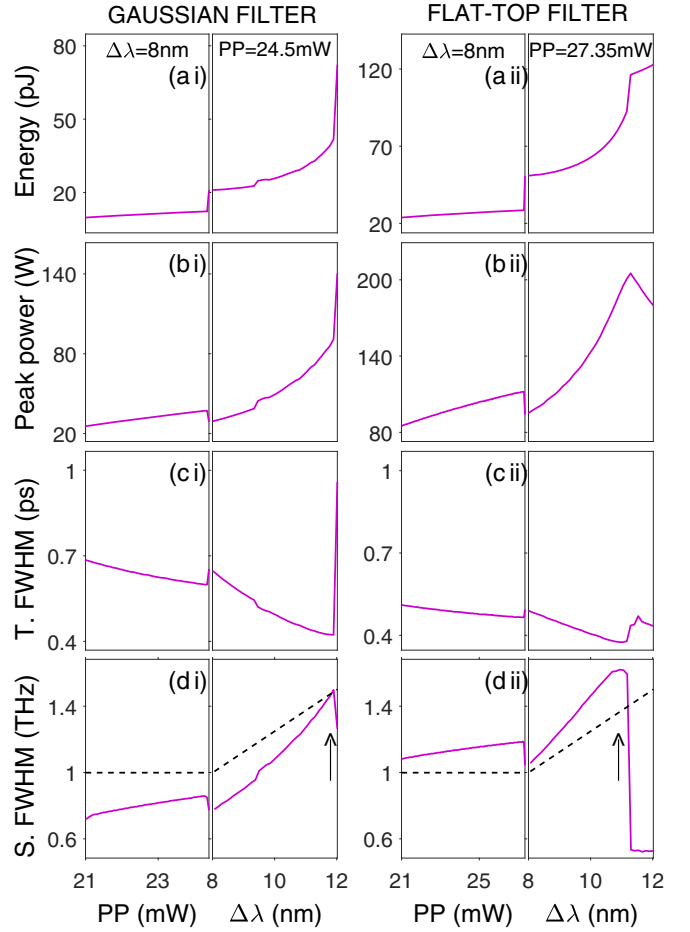 GAUSSIAN FILTER FLAT-TOP FILTER
Δλ=8nm PP=24.5mW Δλ=8nm PP=27.35mW
(a i) (a ii)
Energy (pJ)
80
50
20
120
70
20
(b i) (b ii)
Peak power (W)
140
80
20
200
140
80
(c i) (c ii)
T. FWHM (ps)
1
0.7
0.4
1
0.7
0.4
(d i) (d ii)
S. FWHM (THz)
1.4
1
0.6
1.4
1
0.6
21 23 8 10 12 21 25 8 10 12
PP (mW) Δλ (nm) PP (mW) Δλ (nm)